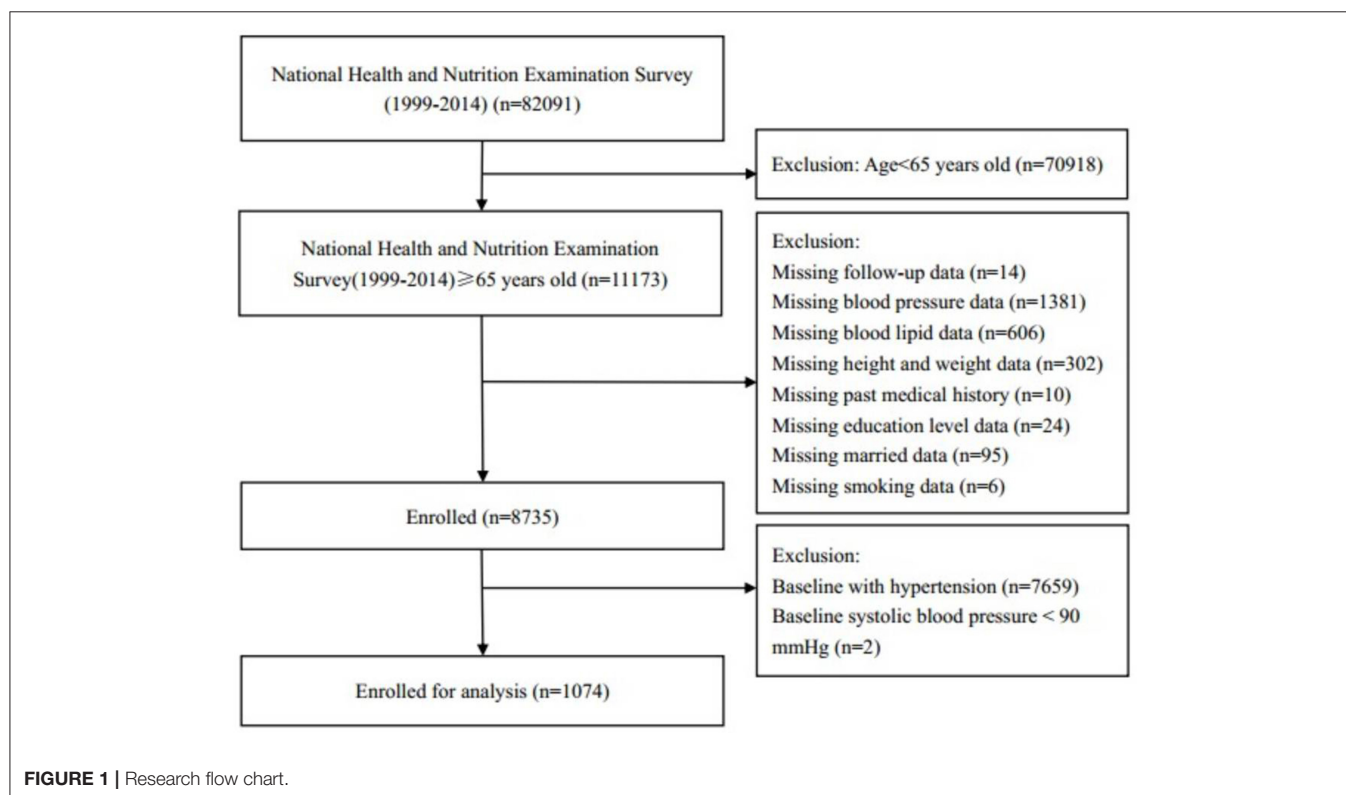 National Health and Nutrition Examination Survey
(1999-2014) (n=82091)
Exclusion: Age<65 years old (n=70918)
National Health and Nutrition Examination
Survey(1999-2014)≥65 years old (n=11173)
Exclusion:
Missing follow-up data (n=14)
Missing blood pressure data (n=1381)
Missing blood lipid data (n=606)
Missing height and weight data (n=302)
Missing past medical history (n=10)
Missing education level data (n=24)
Missing married data (n=95)
Missing smoking data (n=6)
Enrolled (n=8735)
Exclusion:
Baseline with hypertension (n=7659)
Baseline systolic blood pressure < 90
mmHg (n=2)
Enrolled for analysis (n=1074)
FIGURE 1 | Research flow chart.